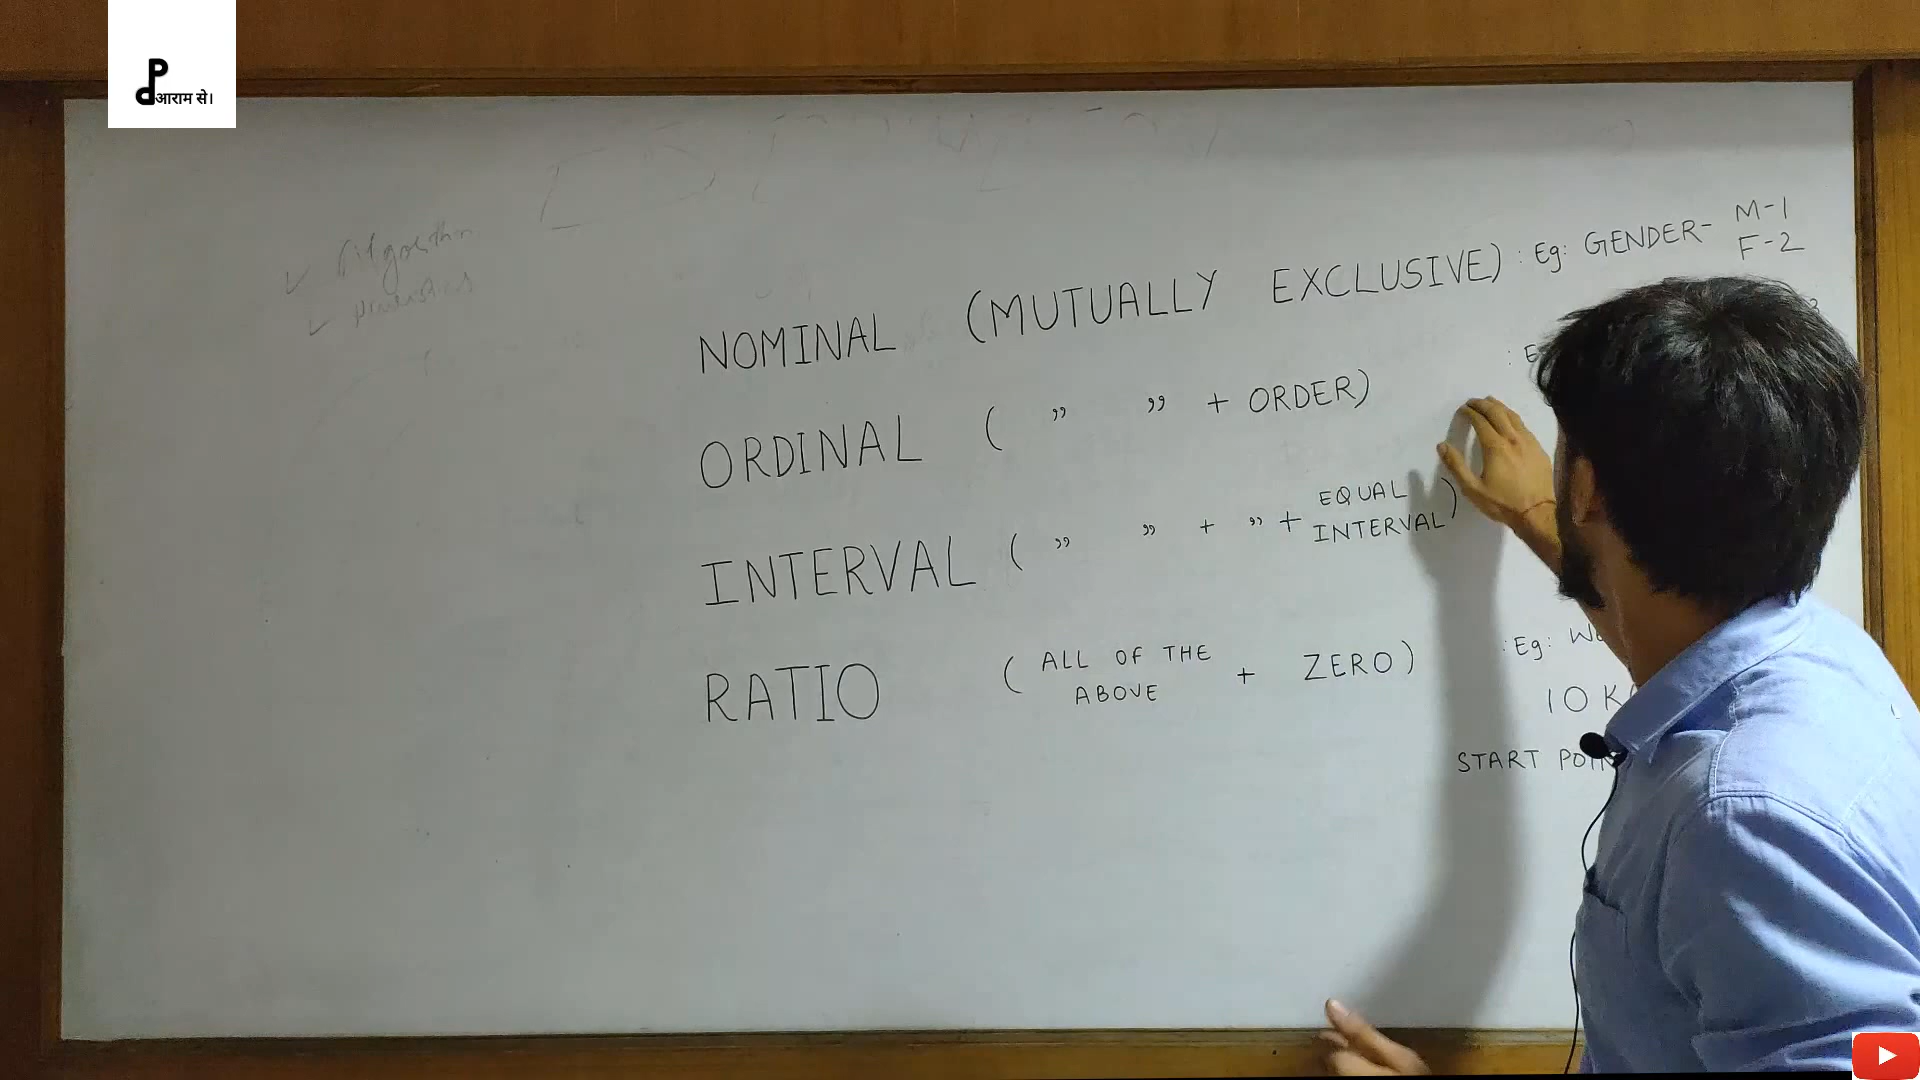 P
d आराम से।
NOMINAL (MUTUALLY EXCLUSIVE) : Eg: GENDER- M-1
F-2
ORDINAL ( " " + ORDER)
INTERVAL ( " " + " + EQUAL
INTERVAL )
RATIO ( ALL OF THE
ABOVE + ZERO ) : Eg:
10
START